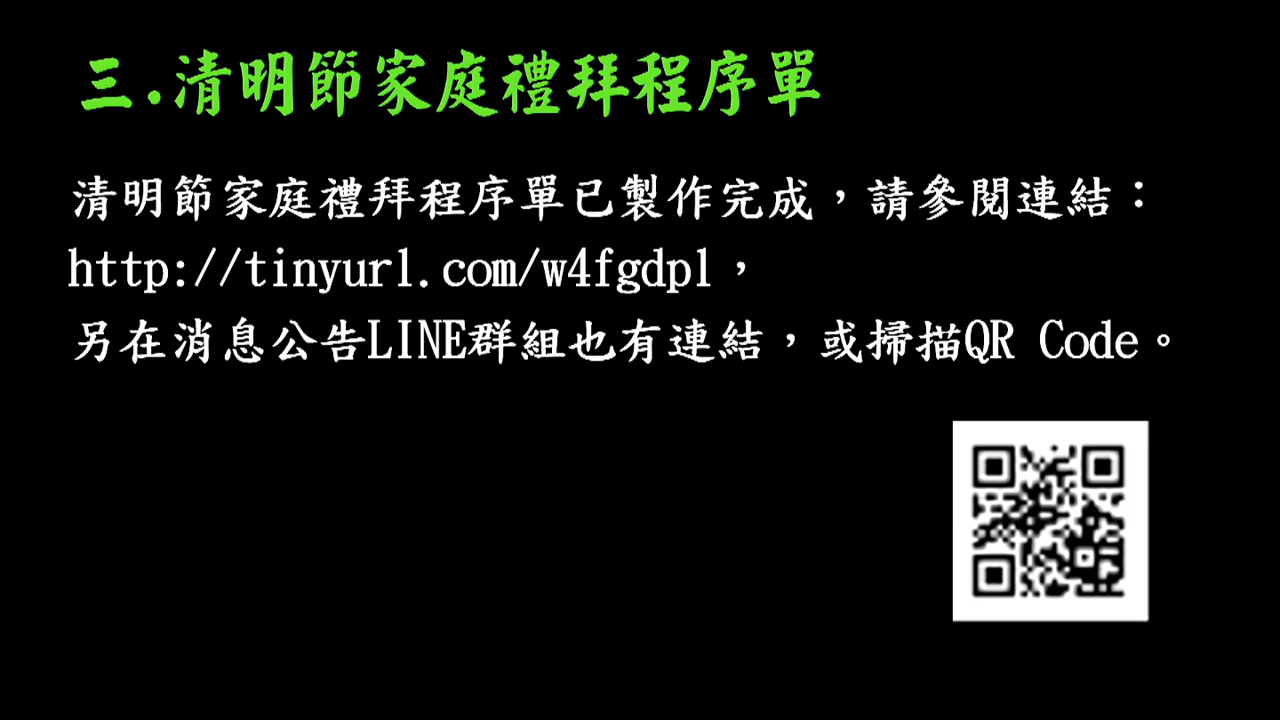 三.清明節家庭禮拜程序單
清明節家庭禮拜程序單已製作完成，請參閱連結：
http://tinyurl.com/w4fgdpl，
另在消息公告LINE群組也有連結，或掃描QR Code。